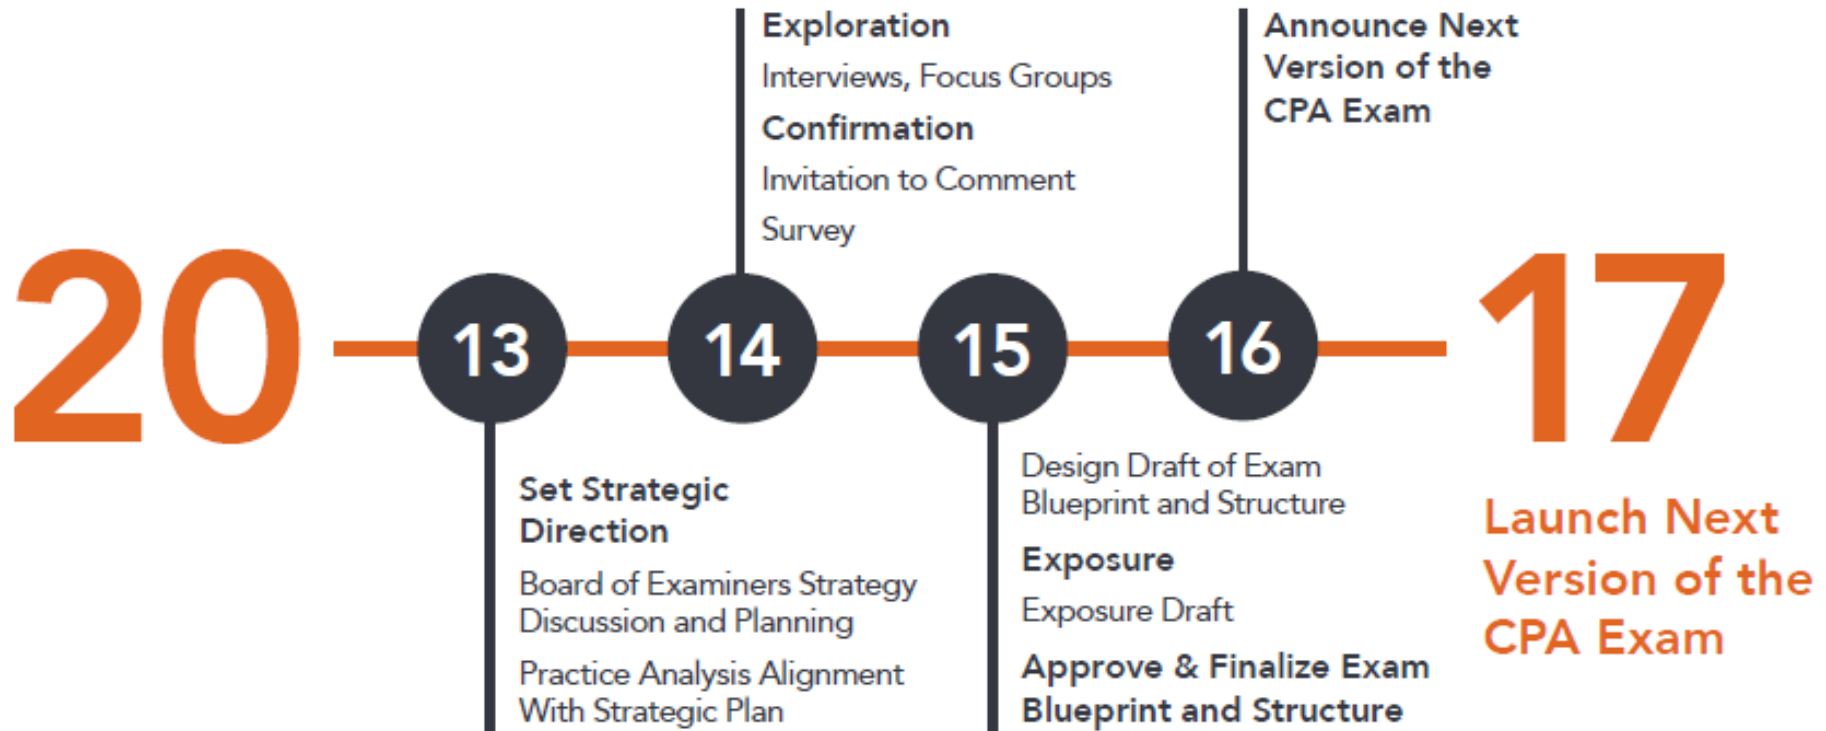 Exploration
Interviews, Focus Groups
Confirmation
Invitation to Comment
Survey
Announce Next
Version of the
CPA Exam
20
13
14
15
16
17
Set Strategic
Direction
Board of Examiners Strategy
Discussion and Planning
Practice Analysis Alignment
With Strategic Plan
Design Draft of Exam
Blueprint and Structure
Exposure
Exposure Draft
Approve & Finalize Exam
Blueprint and Structure
Launch Next
Version of the
CPA Exam